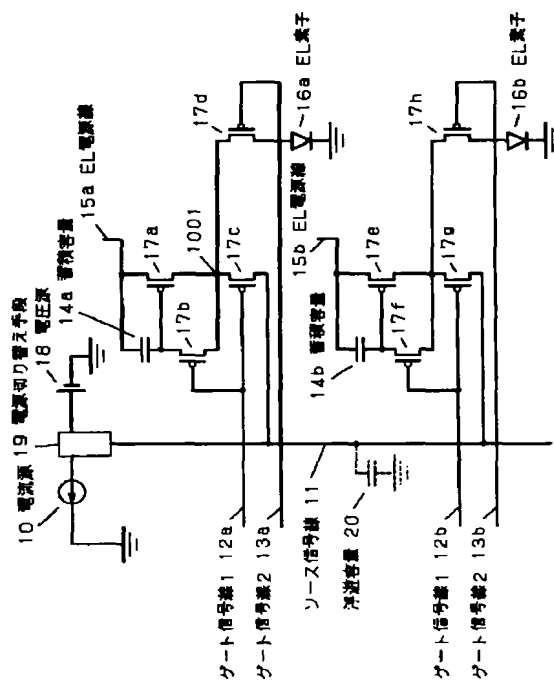 10 電流源
19 電源切り替え手段
18 電圧源
14a 蓄積容量
15a EL電源線
17a
17b
1001
17c
17d
16a EL素子
ゲート信号線1 12a
ゲート信号線2 13a
ソース信号線 11
浮遊容量 20
14b 蓄積容量
15b EL電源線
17e
17f
17g
17h
16b EL素子
ゲート信号線1 12b
ゲート信号線2 13b